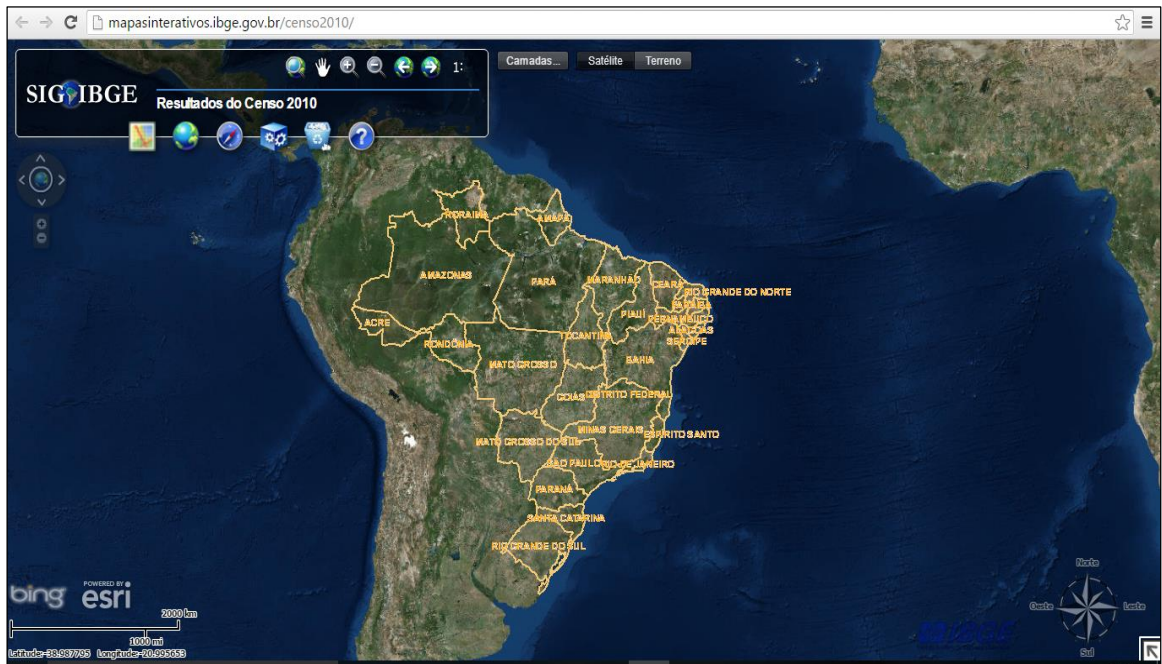 mapasinterativos.ibge.gov.br/censo2010/
Camadas...
Satélite
Terreno
1:
SIG IBGE
Resultados do Censo 2010
RORAIMA
AMAPÁ
AMAZONAS
PARÁ
MARANHÃO
CEARÁ
RIO GRANDE DO NORTE
PARAÍBA
PIAUÍ
PERNAMBUCO
ACRE
ALAGOAS
TOCANTINS
SERGIPE
RONDÔNIA
BAHIA
MATO GROSSO
GOIÁS
DISTRITO FEDERAL
MINAS GERAIS
ESPIRITO SANTO
MATO GROSSO DO SUL
SÃO PAULO
RIO DE JANEIRO
PARANÁ
SANTA CATARINA
RIO GRANDE DO SUL
Norte
Oeste
Leste
Sul
bing
POWERED BY
esri
2000 km
1000 mi
Latitude:-38.987795 Longitude:-20.995653
IBGE